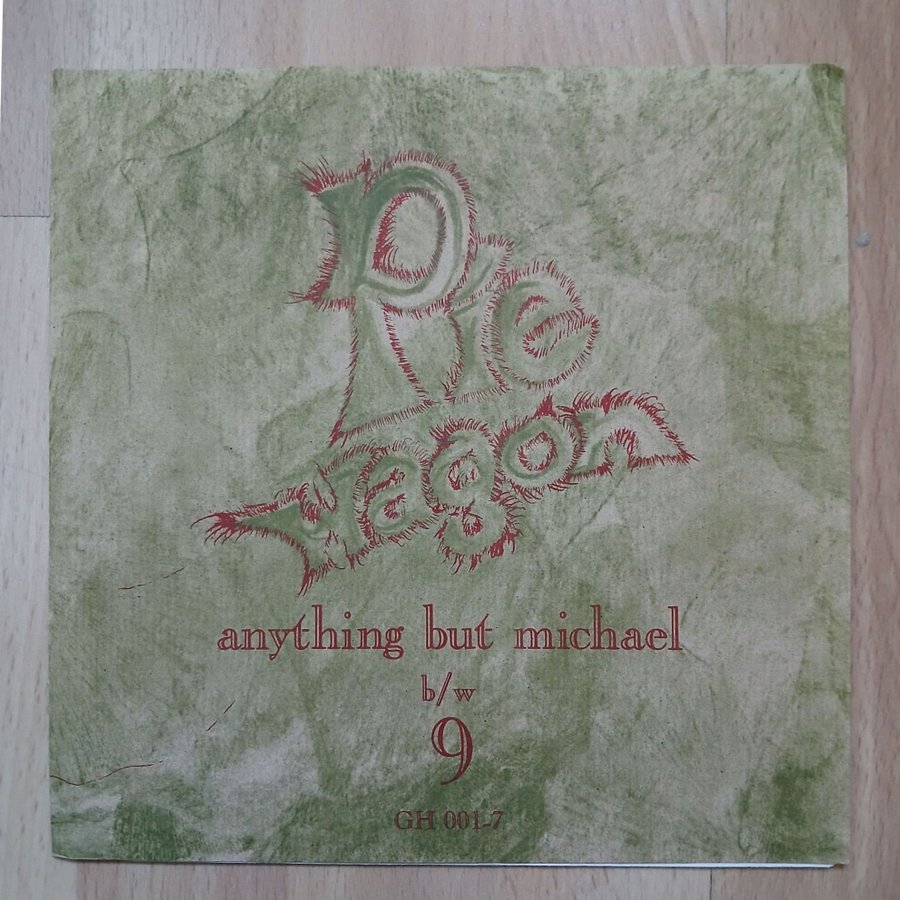 Pie
wagon
anything but michael
b/w
9
GH 001-7